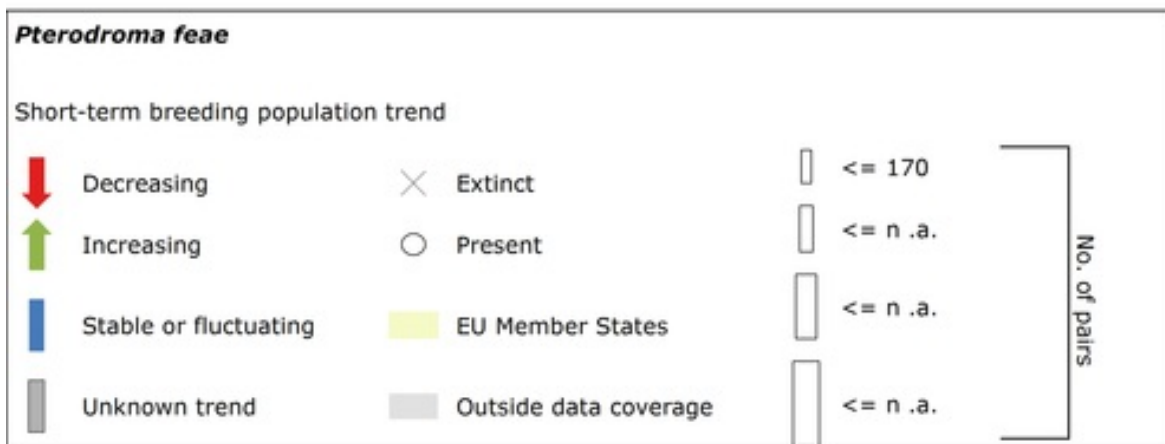 Pterodroma feae
Short-term breeding population trend
Decreasing
Extinct
<= 170
Increasing
Present
<= n .a.
Stable or fluctuating
EU Member States
<= n .a.
Unknown trend
Outside data coverage
<= n .a.
No. of pairs